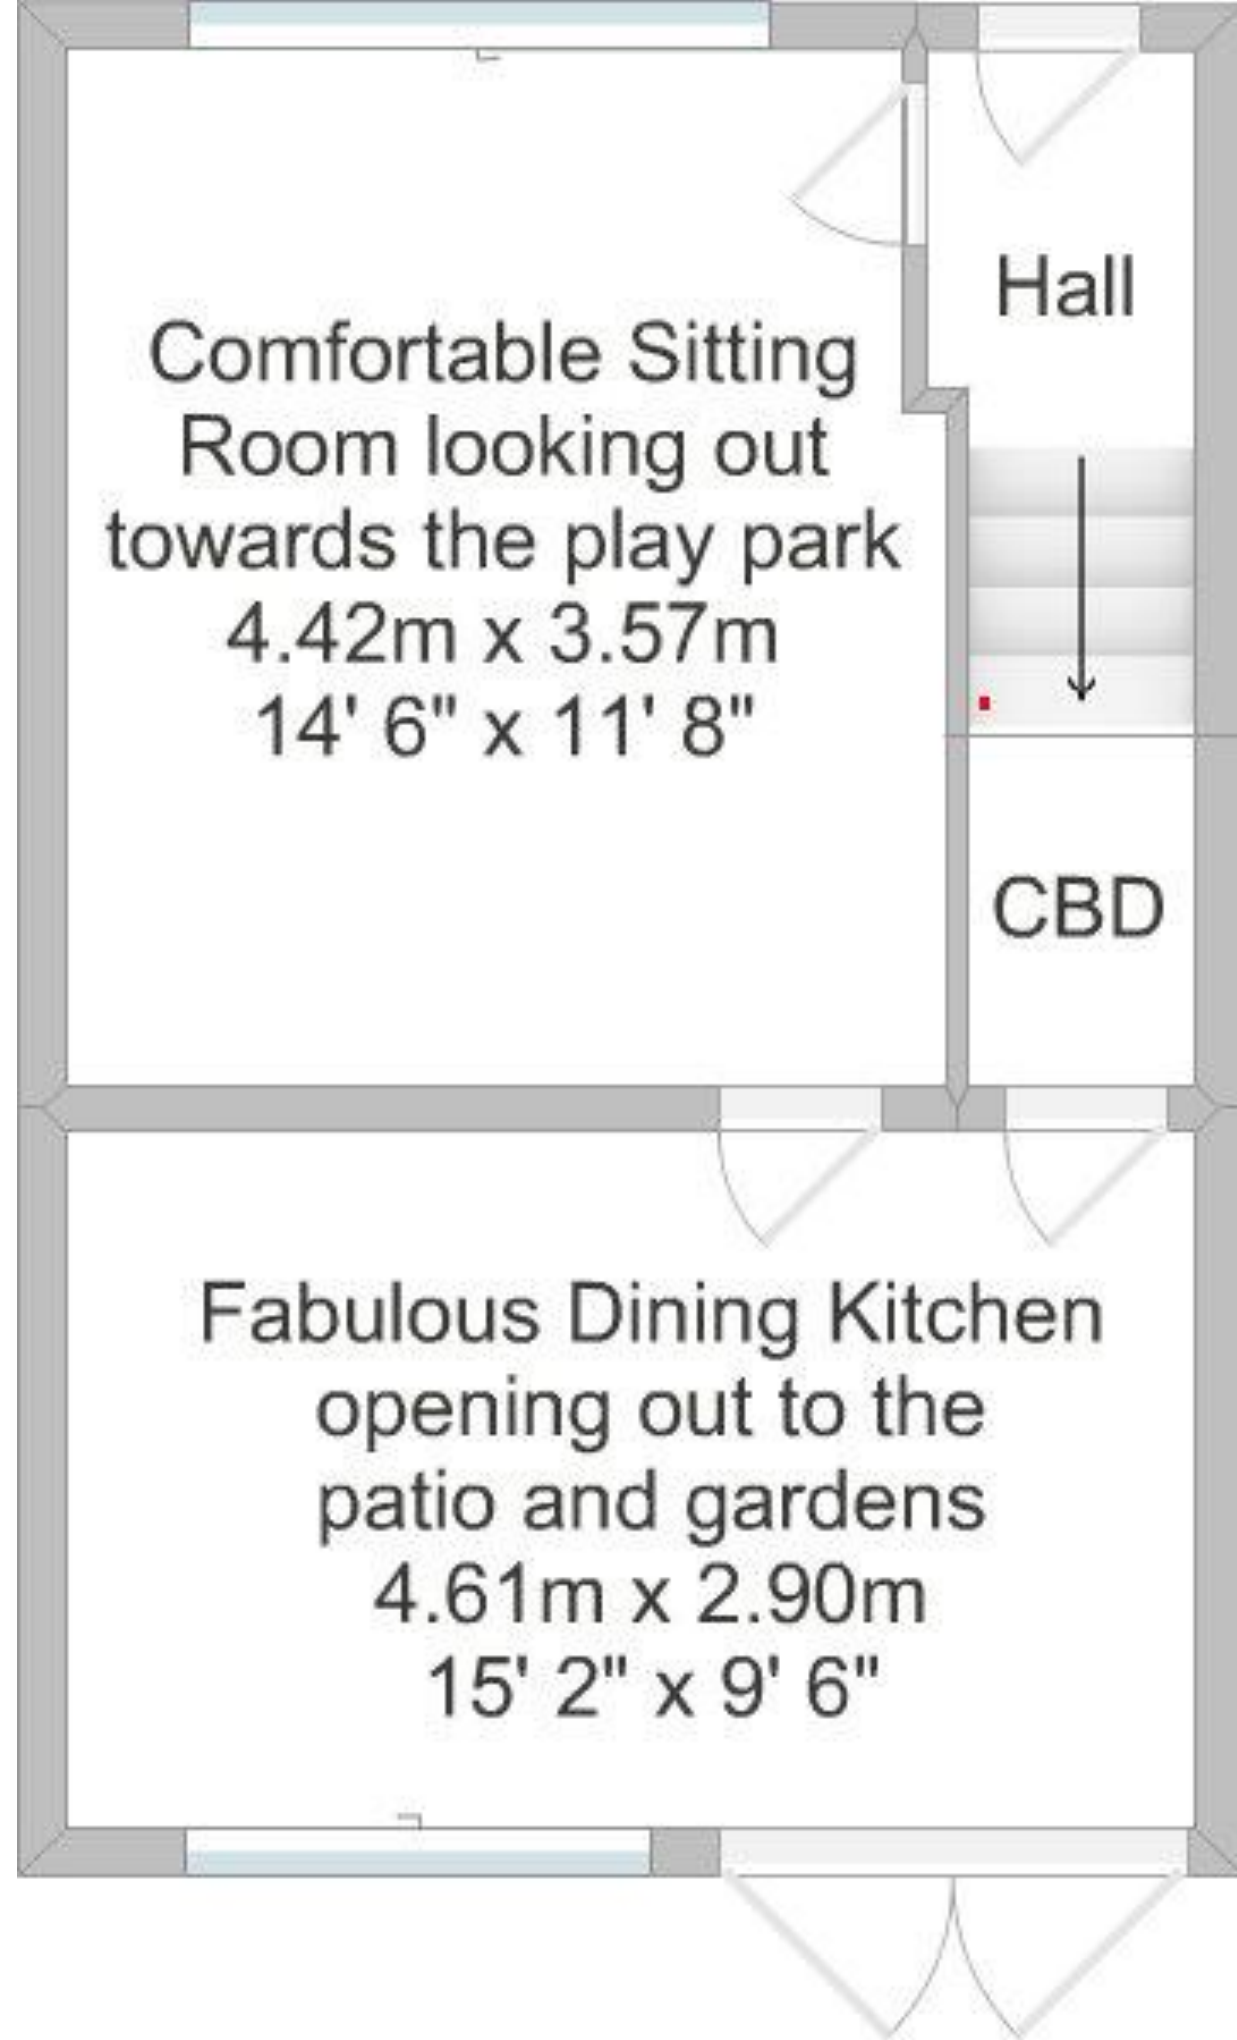 Hall
Comfortable Sitting
Room looking out
towards the play park
4.42m x 3.57m
14' 6" x 11' 8"
CBD
Fabulous Dining Kitchen
opening out to the
patio and gardens
4.61m x 2.90m
15' 2" x 9' 6"